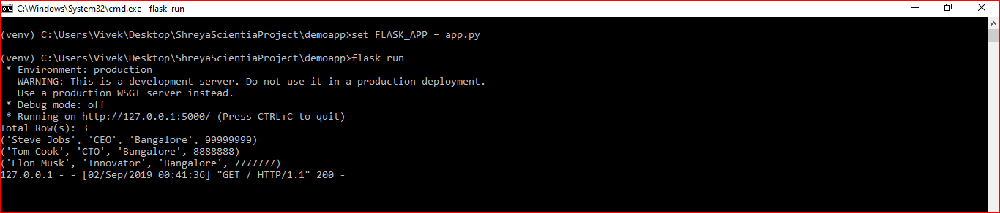 C:\Windows\System32\cmd.exe - flask run
(venv) C:\Users\Vivek\Desktop\ShreyaScientiaProject\demoapp>set FLASK_APP = app.py
(venv) C:\Users\Vivek\Desktop\ShreyaScientiaProject\demoapp>flask run
 * Environment: production
   WARNING: This is a development server. Do not use it in a production deployment.
   Use a production WSGI server instead.
 * Debug mode: off
 * Running on http://127.0.0.1:5000/ (Press CTRL+C to quit)
Total Row(s): 3
('Steve Jobs', 'CEO', 'Bangalore', 99999999)
('Tom Cook', 'CTO', 'Bangalore', 8888888)
('Elon Musk', 'Innovator', 'Bangalore', 7777777)
127.0.0.1 - - [02/Sep/2019 00:41:36] "GET / HTTP/1.1" 200 -